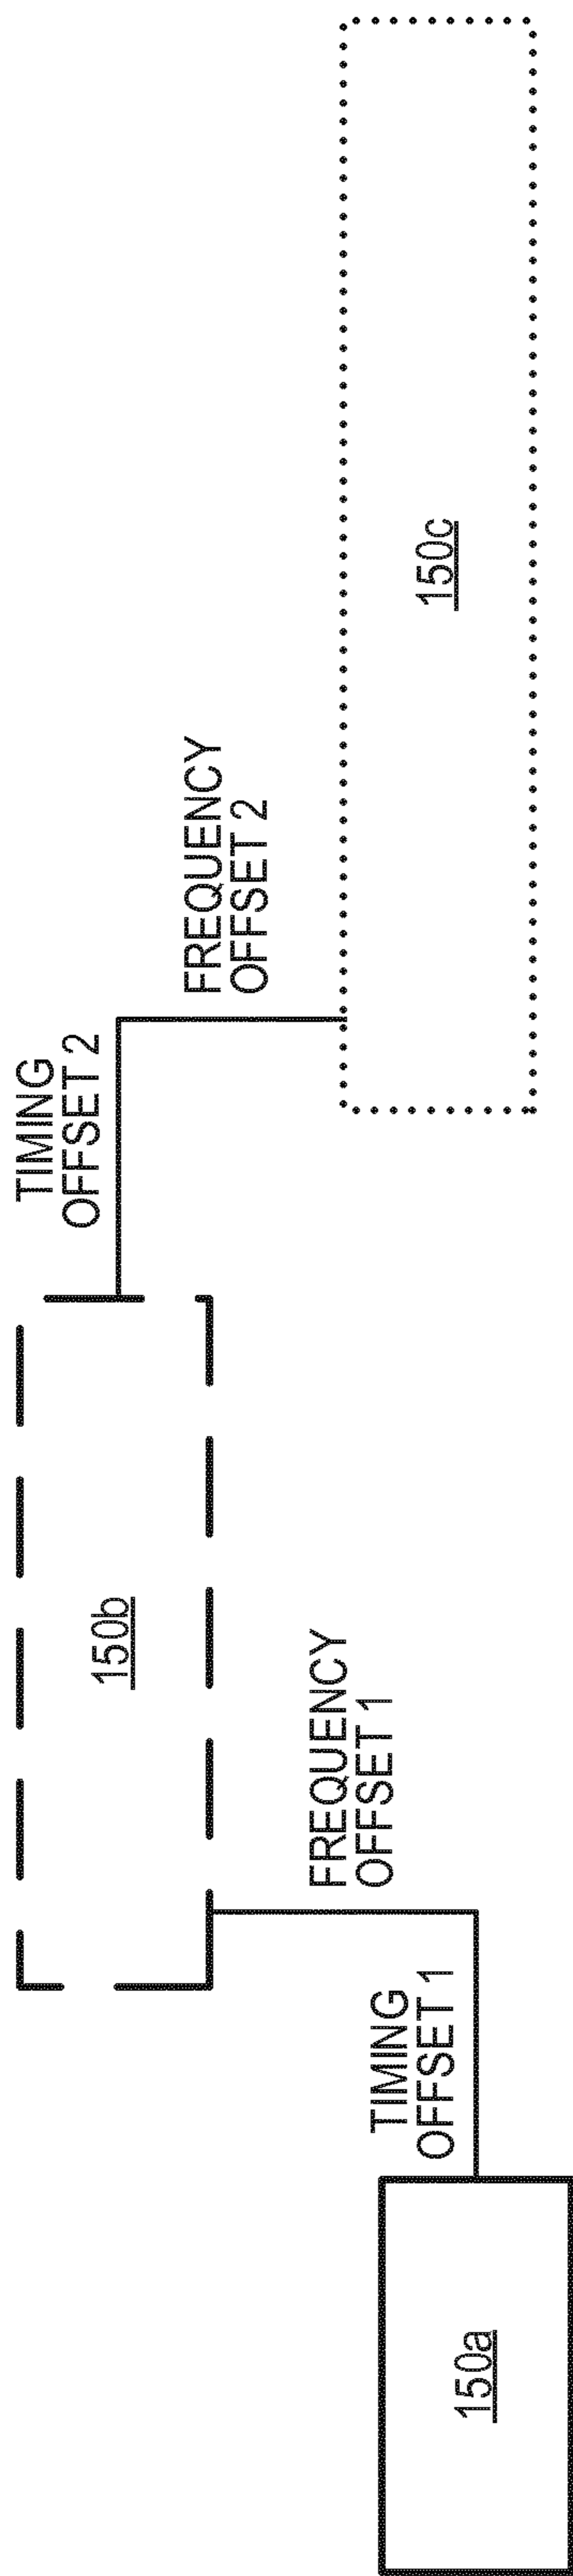 150a
TIMING
OFFSET 1
FREQUENCY
OFFSET 1
150b
TIMING
OFFSET 2
FREQUENCY
OFFSET 2
150c